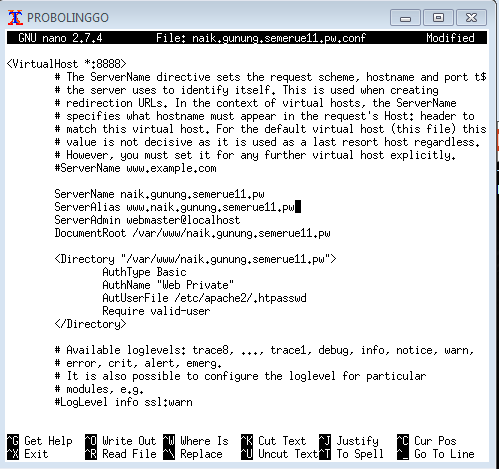 PROBOLINGGO
GNU nano 2.7.4 File: naik.gunung.semerue11.pw.conf Modified
<VirtualHost *:8888>
# The ServerName directive sets the request scheme, hostname and port t$
# the server uses to identify itself. This is used when creating
# redirection URLs. In the context of virtual hosts, the ServerName
# specifies what hostname must appear in the request's Host: header to
# match this virtual host. For the default virtual host (this file) this
# value is not decisive as it is used as a last resort host regardless.
# However, you must set it for any further virtual host explicitly.
#ServerName www.example.com
ServerName naik.gunung.semerue11.pw
ServerAlias www.naik.gunung.semerue11.pw
ServerAdmin webmaster@localhost
DocumentRoot /var/www/naik.gunung.semerue11.pw
<Directory "/var/www/naik.gunung.semerue11.pw">
AuthType Basic
AuthName "Web Private"
AutUserFile /etc/apache2/.htpasswd
Require valid-user
</Directory>
# Available loglevels: trace8, ..., trace1, debug, info, notice, warn,
# error, crit, alert, emerg.
# It is also possible to configure the loglevel for particular
# modules, e.g.
#LogLevel info ssl:warn
^G Get Help ^O Write Out ^W Where Is ^K Cut Text ^J Justify ^C Cur Pos
^X Exit ^R Read File ^\ Replace ^U Uncut Text ^T To Spell ^_ Go To Line